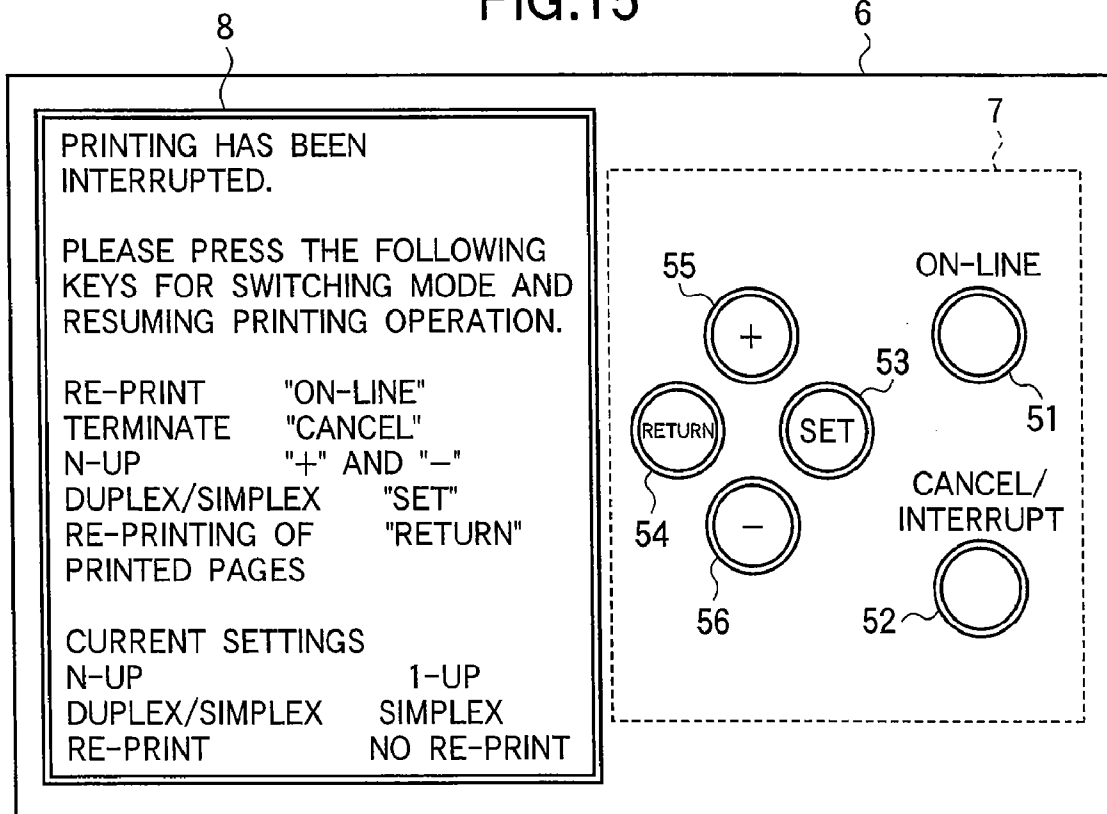 FIG.15
8
6
PRINTING HAS BEEN
INTERRUPTED.
PLEASE PRESS THE FOLLOWING
KEYS FOR SWITCHING MODE AND
RESUMING PRINTING OPERATION.
RE-PRINT "ON-LINE"
TERMINATE "CANCEL"
N-UP "+" AND "–"
DUPLEX/SIMPLEX "SET"
RE-PRINTING OF "RETURN"
PRINTED PAGES
CURRENT SETTINGS
N-UP 1-UP
DUPLEX/SIMPLEX SIMPLEX
RE-PRINT NO RE-PRINT
7
55
ON-LINE
+
53
51
RETURN
SET
54
CANCEL/
INTERRUPT
–
56
52